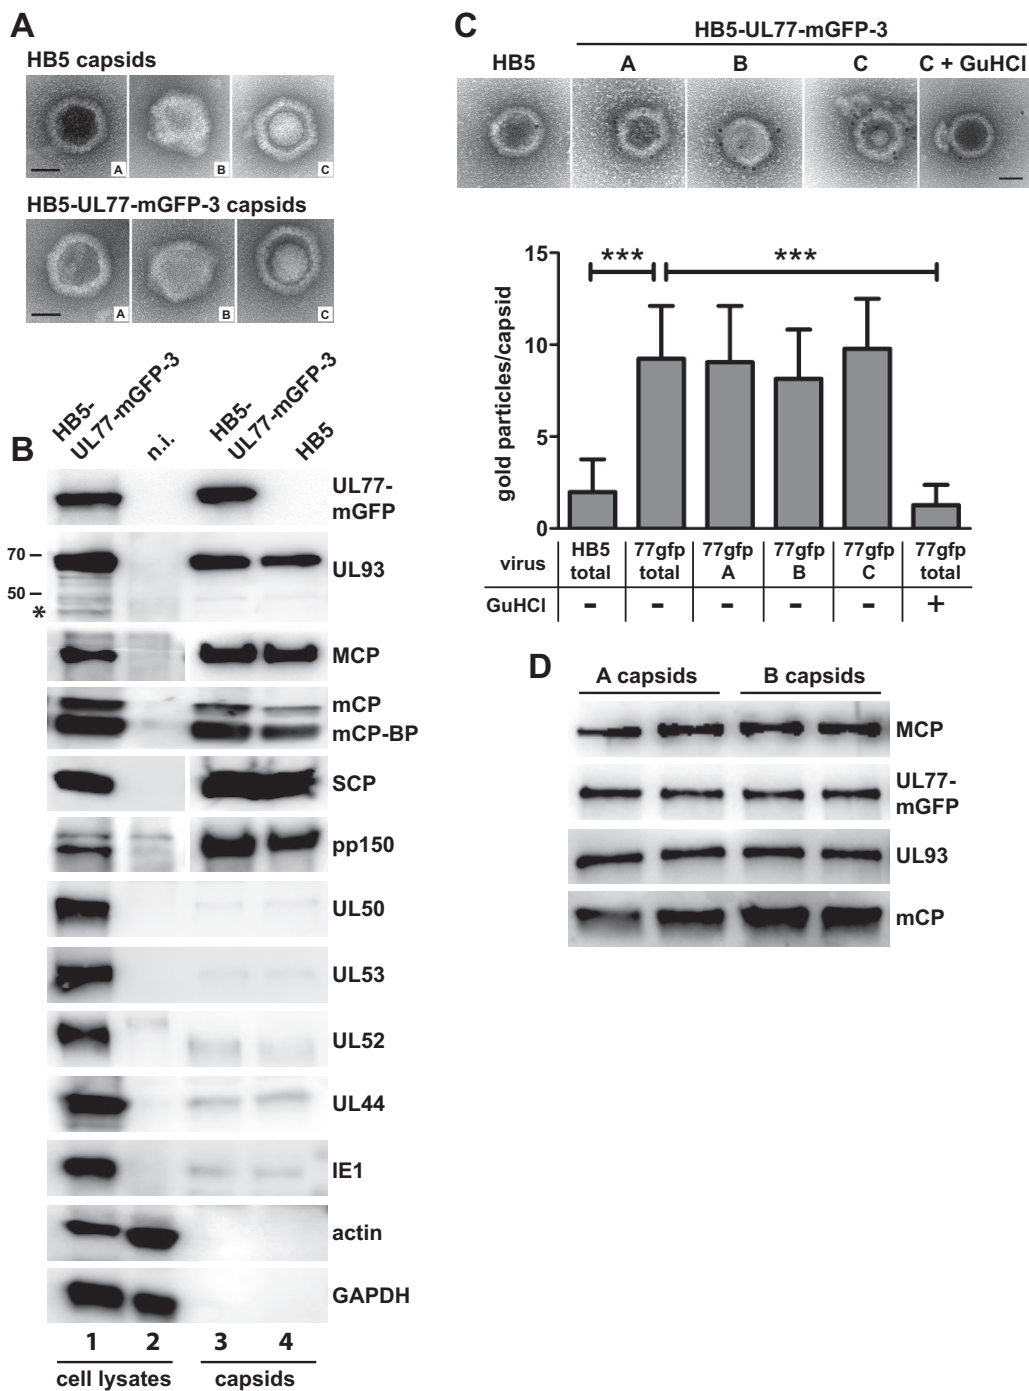 A
HB5 capsids
A
B
C
HB5-UL77-mGFP-3 capsids
A
B
C
B
HB5-
UL77-mGFP-3
n.i.
HB5-
UL77-mGFP-3
HB5
UL77-
mGFP
70
UL93
50
*
MCP
mCP
mCP-BP
SCP
pp150
UL50
UL53
UL52
UL44
IE1
actin
GAPDH
1 2 3 4
cell lysates capsids
C
HB5-UL77-mGFP-3
HB5 A B C C + GuHCl
gold particles/capsid
15
10
5
0
*** ***
virus HB5 total 77gfp total 77gfp A 77gfp B 77gfp C 77gfp total
GuHCl - - - - - +
D
A capsids B capsids
MCP
UL77-
mGFP
UL93
mCP